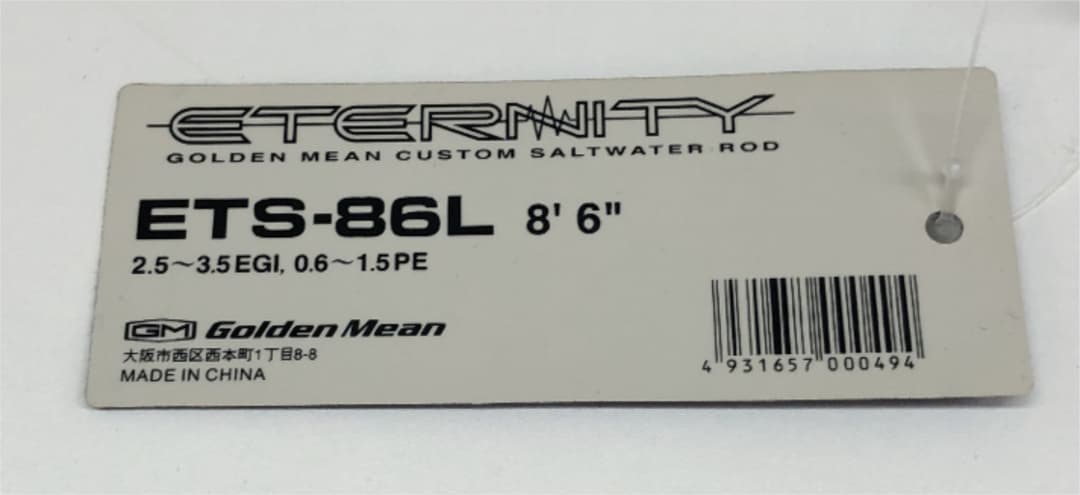 ETERNITY
GOLDEN MEAN CUSTOM SALTWATER ROD
ETS-86L 8' 6"
2.5～3.5EGI, 0.6～1.5PE
GM Golden Mean
大阪市西区西本町1丁目8-8
MADE IN CHINA
4 931657 000494